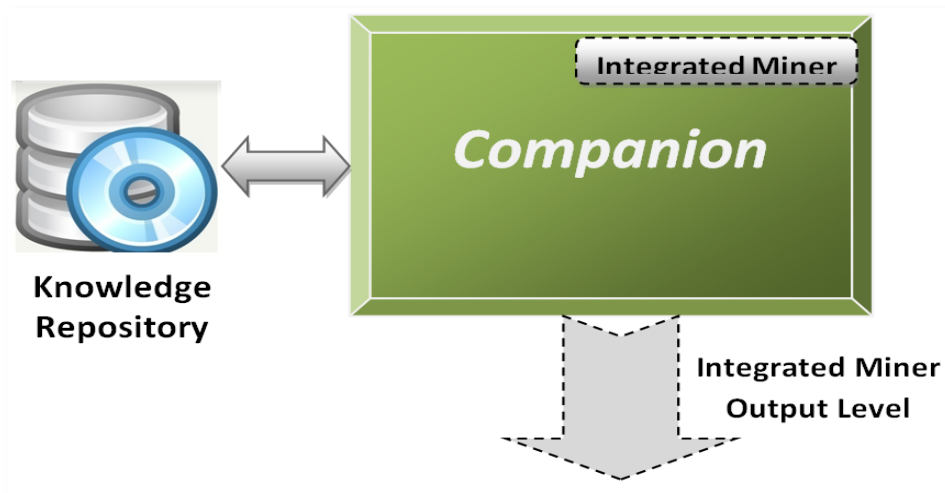 Integrated Miner
Companion
Knowledge
Repository
Integrated Miner
Output Level